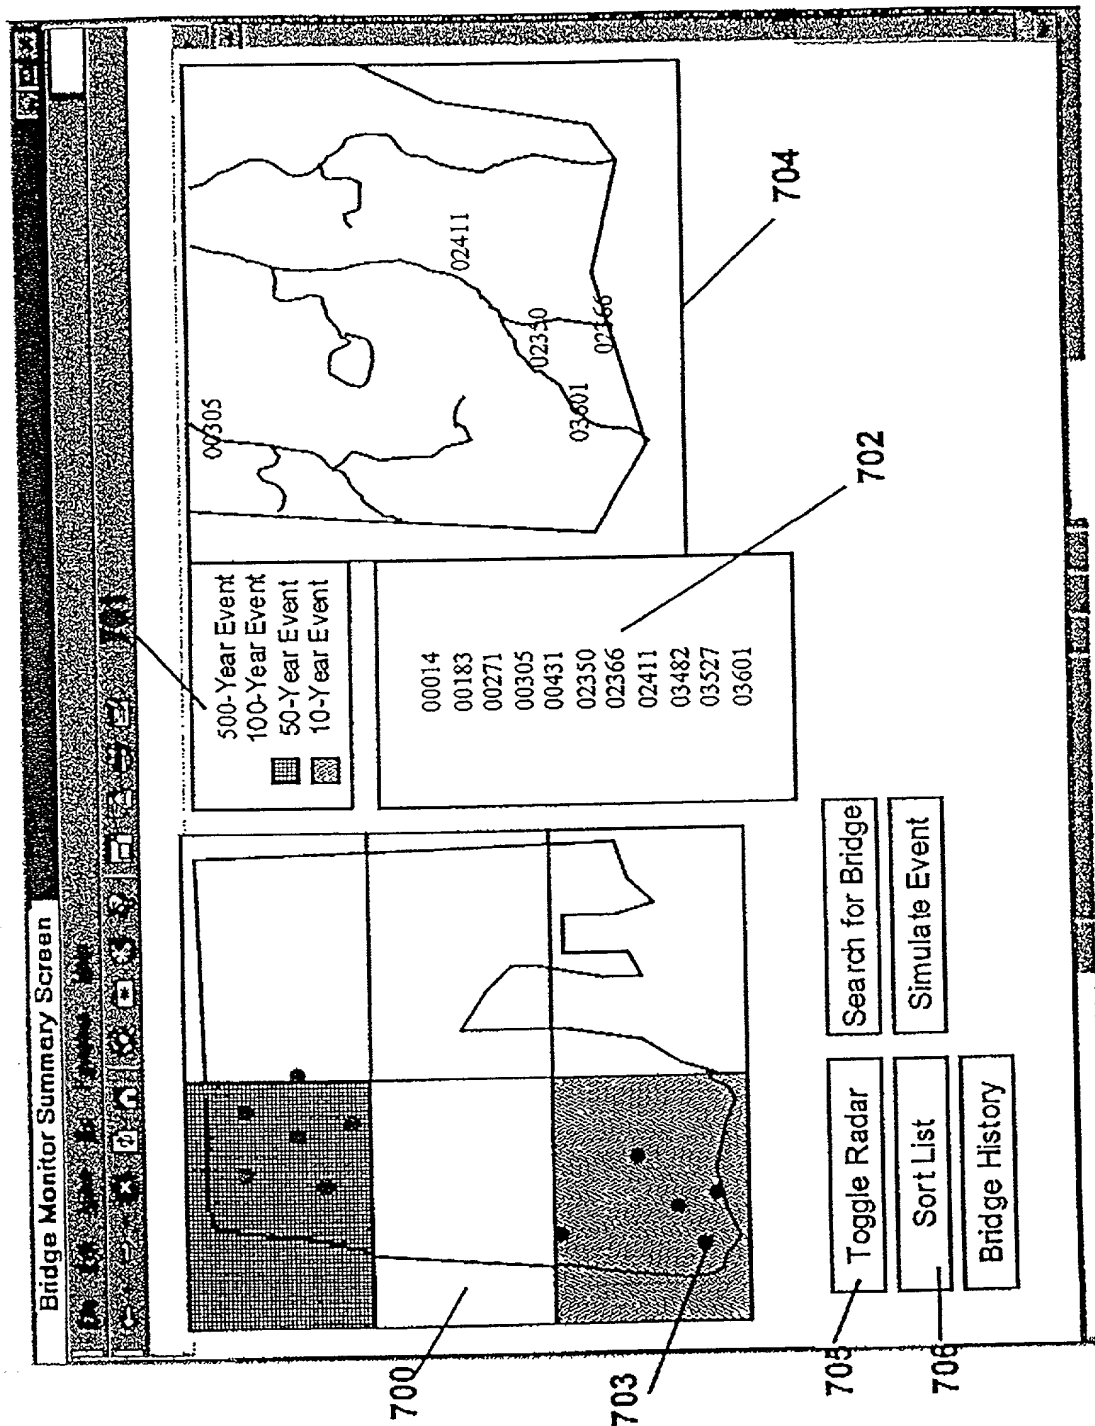 Bridge Monitor Summary Screen
701
500-Year Event
100-Year Event
50-Year Event
10-Year Event
00014
00183
00271
00305
00431
02350
02366
02411
03482
03527
03601
00305
02411
02350
02366
03601
704
702
700
703
705
706
Toggle Radar
Search for Bridge
Sort List
Simulate Event
Bridge History